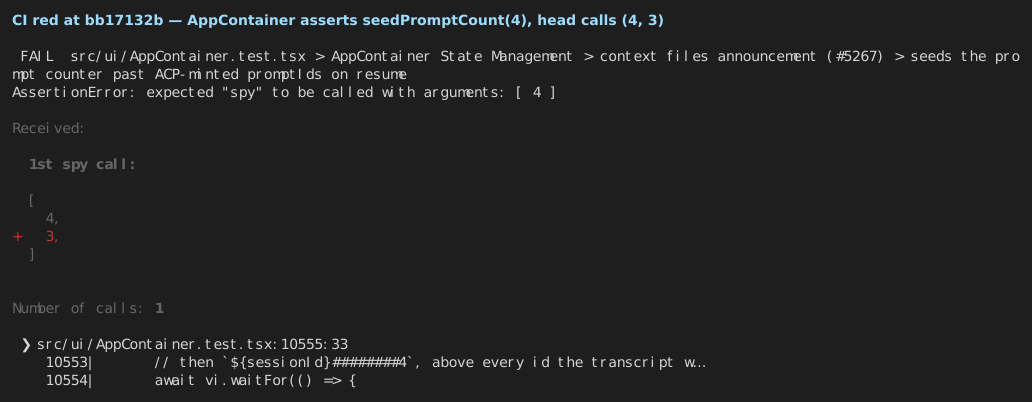 CI red at bb17132b — AppContainer asserts seedPromptCount(4), head calls (4, 3)
FAIL src/ui/AppContainer.test.tsx > AppContainer State Management > context files announcement (#5267) > seeds the pro
mpt counter past ACP-minted promptIds on resume
AssertionError: expected "spy" to be called with arguments: [ 4 ]
Received:
1st spy call:
[
4,
+ 3,
]
Number of calls: 1
❯ src/ui/AppContainer.test.tsx:10555:33
10553| // then `${sessionId}########4`, above every id the transcript w…
10554| await vi.waitFor(() => {